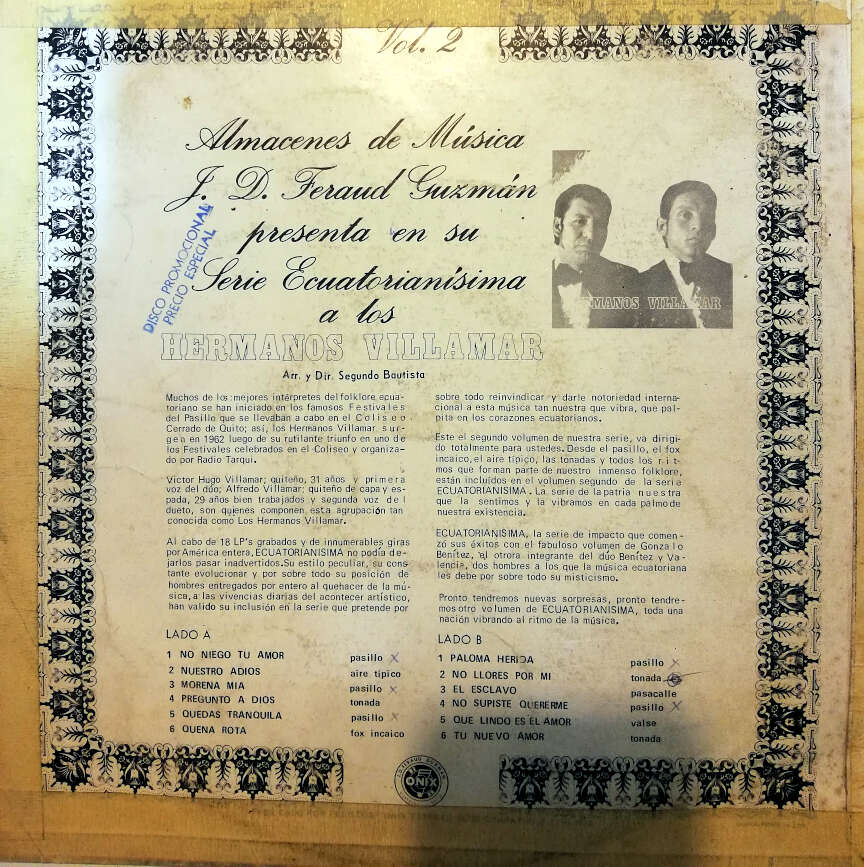 Vol. 2
Almacenes de Música
J. D. Feraud Guzmán
presenta en su
Serie Ecuatorianísima
a los
HERMANOS VILLAMAR
Arr. y Dir. Segundo Bautista
DISCO PROMOCIONAL
PRECIO ESPECIAL
MANOS VILLAMAR
Muchos de los mejores intérpretes del folklore ecua-
toriano se han iniciado en los famosos Festivales
del Pasillo que se llevaban a cabo en el Coliseo
Cerrado de Quito; así, los Hermanos Villamar sur-
gen en 1962 luego de su rutilante triunfo en uno de
los Festivales celebrados en el Coliseo y organiza-
do por Radio Tarqui.
Victor Hugo Villamar; quiteño, 31 años y primera
voz del dúo; Alfredo Villamar; quiteño de capa y es-
pada, 29 años bien trabajados y segunda voz del
dueto, son quienes componen esta agrupación tan
conocida como Los Hermanos Villamar.
Al cabo de 18 LP's grabados y de innumerables giras
por América entera, ECUATORIANISIMA no podía de-
jarlos pasar inadvertidos. Su estilo peculiar, su cons-
tante evolucionar y por sobre todo su posición de
hombres entregados por entero al quehacer de la mú-
sica, a las vivencias diarias del acontecer artístico,
han valido su inclusión en la serie que pretende por
sobre todo reinvindicar y darle notoriedad interna-
cional a esta música tan nuestra que vibra, que pal-
pita en los corazones ecuatorianos.
Este el segundo volumen de nuestra serie, va dirigi-
do totalmente para ustedes. Desde el pasillo, el fox
incaico, el aire típico, las tonadas y todos los rit-
mos que forman parte de nuestro inmenso folklore,
están incluídos en el volumen segundo de la serie
ECUATORIANISIMA. La serie de la patria nuestra
que la sentimos y la vibramos en cada palmo de
nuestra existencia.
ECUATORIANISIMA, la serie de impacto que comen-
zó sus éxitos con el fabuloso volumen de Gonzalo
Benítez, el otrora integrante del dúo Benítez y Va-
lencia, dos hombres a los que la música ecuatoriana
les debe por sobre todo su misticismo.
Pronto tendremos nuevas sorpresas, pronto tendre-
mos otro volumen de ECUATORIANISIMA, toda una
nación vibrando al ritmo de la música.
LADO A
1 NO NIEGO TU AMOR pasillo X
2 NUESTRO ADIOS aire típico
3 MORENA MIA pasillo X
4 PREGUNTO A DIOS tonada
5 QUEDAS TRANQUILA pasillo X
6 QUENA ROTA fox incaico
LADO B
1 PALOMA HERIDA pasillo X
2 NO LLORES POR MI tonada
3 EL ESCLAVO pasacalle
4 NO SUPISTE QUERERME pasillo X
5 QUE LINDO ES EL AMOR valse
6 TU NUEVO AMOR tonada
ONIX